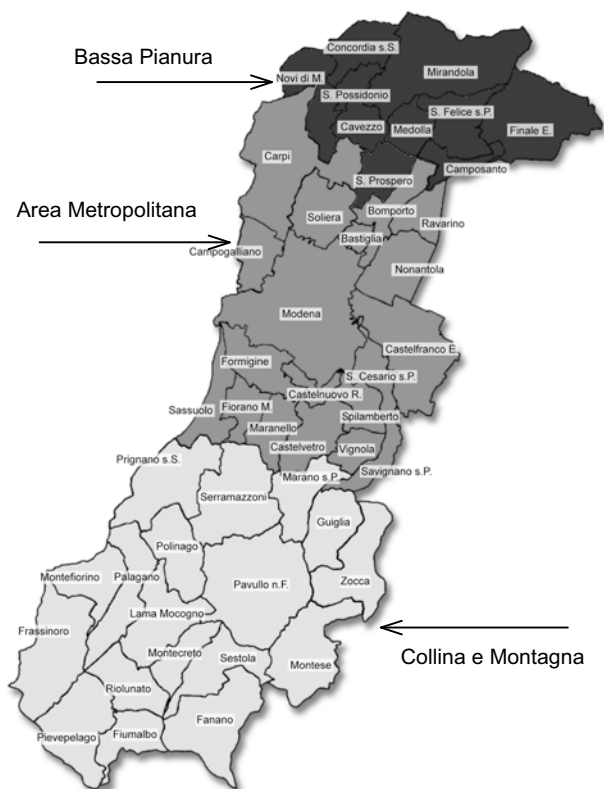 Concordia s.S.
Bassa Pianura
Mirandola
Novi di M.
S. Possidonio
S. Felice s.P.
Cavezzo
Medolla
Finale E.
Carpi
Camposanto
S. Prospero
Area Metropolitana
Soliera
Bomporto
Ravarino
Bastiglia
Campogalliano
Nonantola
Modena
Castelfranco E.
Formigine
S. Cesario s.P.
Castelnuovo R.
Sassuolo
Fiorano M.
Spilamberto
Maranello
Castelvetro
Vignola
Prignano s.S.
Savignano s.P.
Marano s.P.
Serramazzoni
Guiglia
Polinago
Montefiorino
Palagano
Pavullo n.F.
Zocca
Lama Mocogno
Frassinoro
Collina e Montagna
Montecreto
Sestola
Montese
Riolunato
Fanano
Pievepelago
Fiumalbo